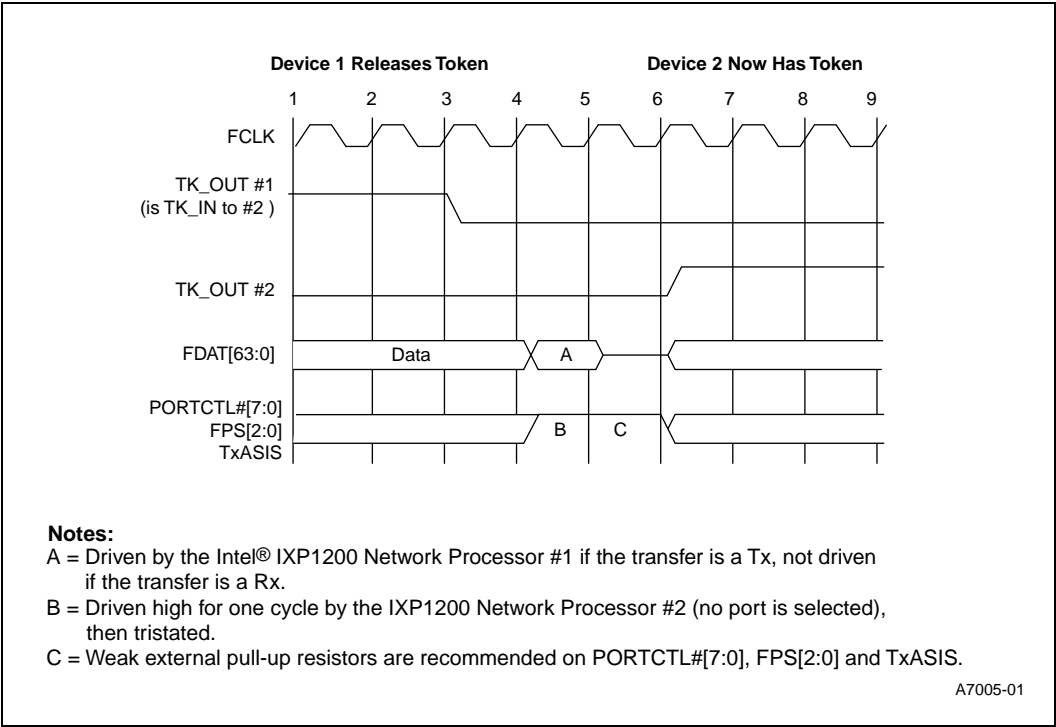 Device 1 Releases Token Device 2 Now Has Token
1 2 3 4 5 6 7 8 9
FCLK
TK_OUT #1
(is TK_IN to #2 )
TK_OUT #2
FDAT[63:0] Data A
PORTCTL#[7:0]
FPS[2:0] B C
TxASIS
Notes:
A = Driven by the Intel® IXP1200 Network Processor #1 if the transfer is a Tx, not driven
if the transfer is a Rx.
B = Driven high for one cycle by the IXP1200 Network Processor #2 (no port is selected),
then tristated.
C = Weak external pull-up resistors are recommended on PORTCTL#[7:0], FPS[2:0] and TxASIS.
A7005-01